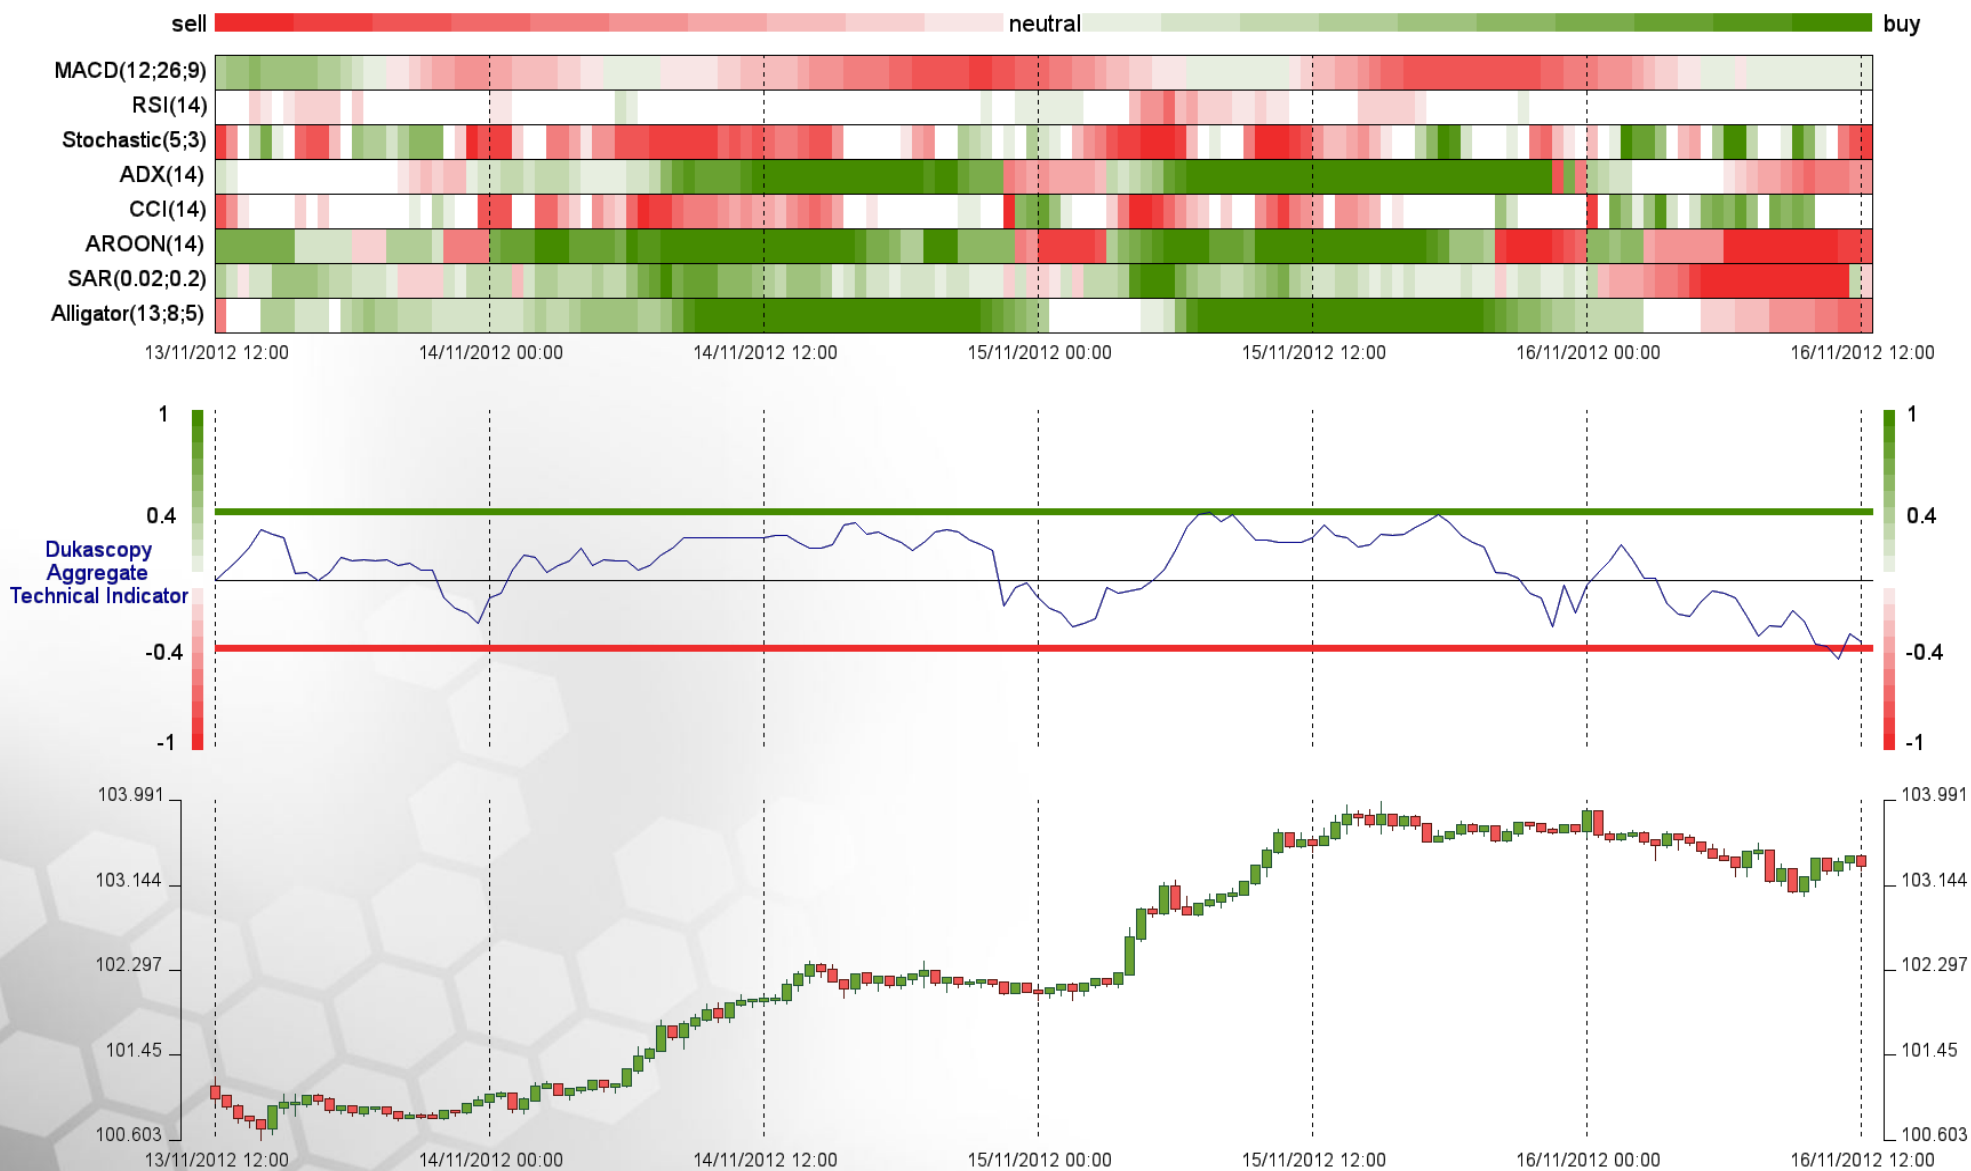 sell neutral buy
MACD(12;26;9)
RSI(14)
Stochastic(5;3)
ADX(14)
CCI(14)
AROON(14)
SAR(0.02;0.2)
Alligator(13;8;5)
13/11/2012 12:00 14/11/2012 00:00 14/11/2012 12:00 15/11/2012 00:00 15/11/2012 12:00 16/11/2012 00:00 16/11/2012 12:00
1 1
0.4 0.4
Dukascopy
Aggregate
Technical Indicator
-0.4 -0.4
-1 -1
103.991 103.991
103.144 103.144
102.297 102.297
101.45 101.45
100.603 100.603
13/11/2012 12:00 14/11/2012 00:00 14/11/2012 12:00 15/11/2012 00:00 15/11/2012 12:00 16/11/2012 00:00 16/11/2012 12:00